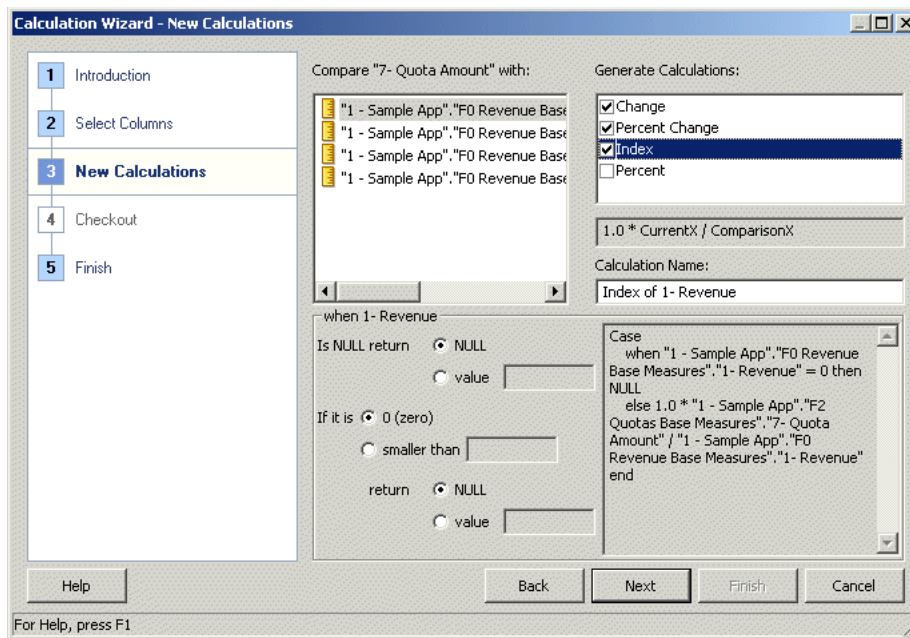 Calculation Wizard - New Calculations
1 Introduction
2 Select Columns
3 New Calculations
4 Checkout
5 Finish
Compare "7- Quota Amount" with:
"1 - Sample App"."F0 Revenue Base
"1 - Sample App"."F0 Revenue Base
"1 - Sample App"."F0 Revenue Base
"1 - Sample App"."F0 Revenue Base
Generate Calculations:
Change
Percent Change
Index
Percent
1.0 * CurrentX / ComparisonX
Calculation Name:
Index of 1- Revenue
when 1- Revenue
Is NULL return NULL
value
If it is 0 (zero)
smaller than
return NULL
value
Case
when "1 - Sample App"."F0 Revenue
Base Measures"."1- Revenue" = 0 then
NULL
else 1.0 * "1 - Sample App"."F2
Quotas Base Measures"."7- Quota
Amount" / "1 - Sample App"."F0
Revenue Base Measures"."1- Revenue"
end
Help
Back
Next
Finish
Cancel
For Help, press F1